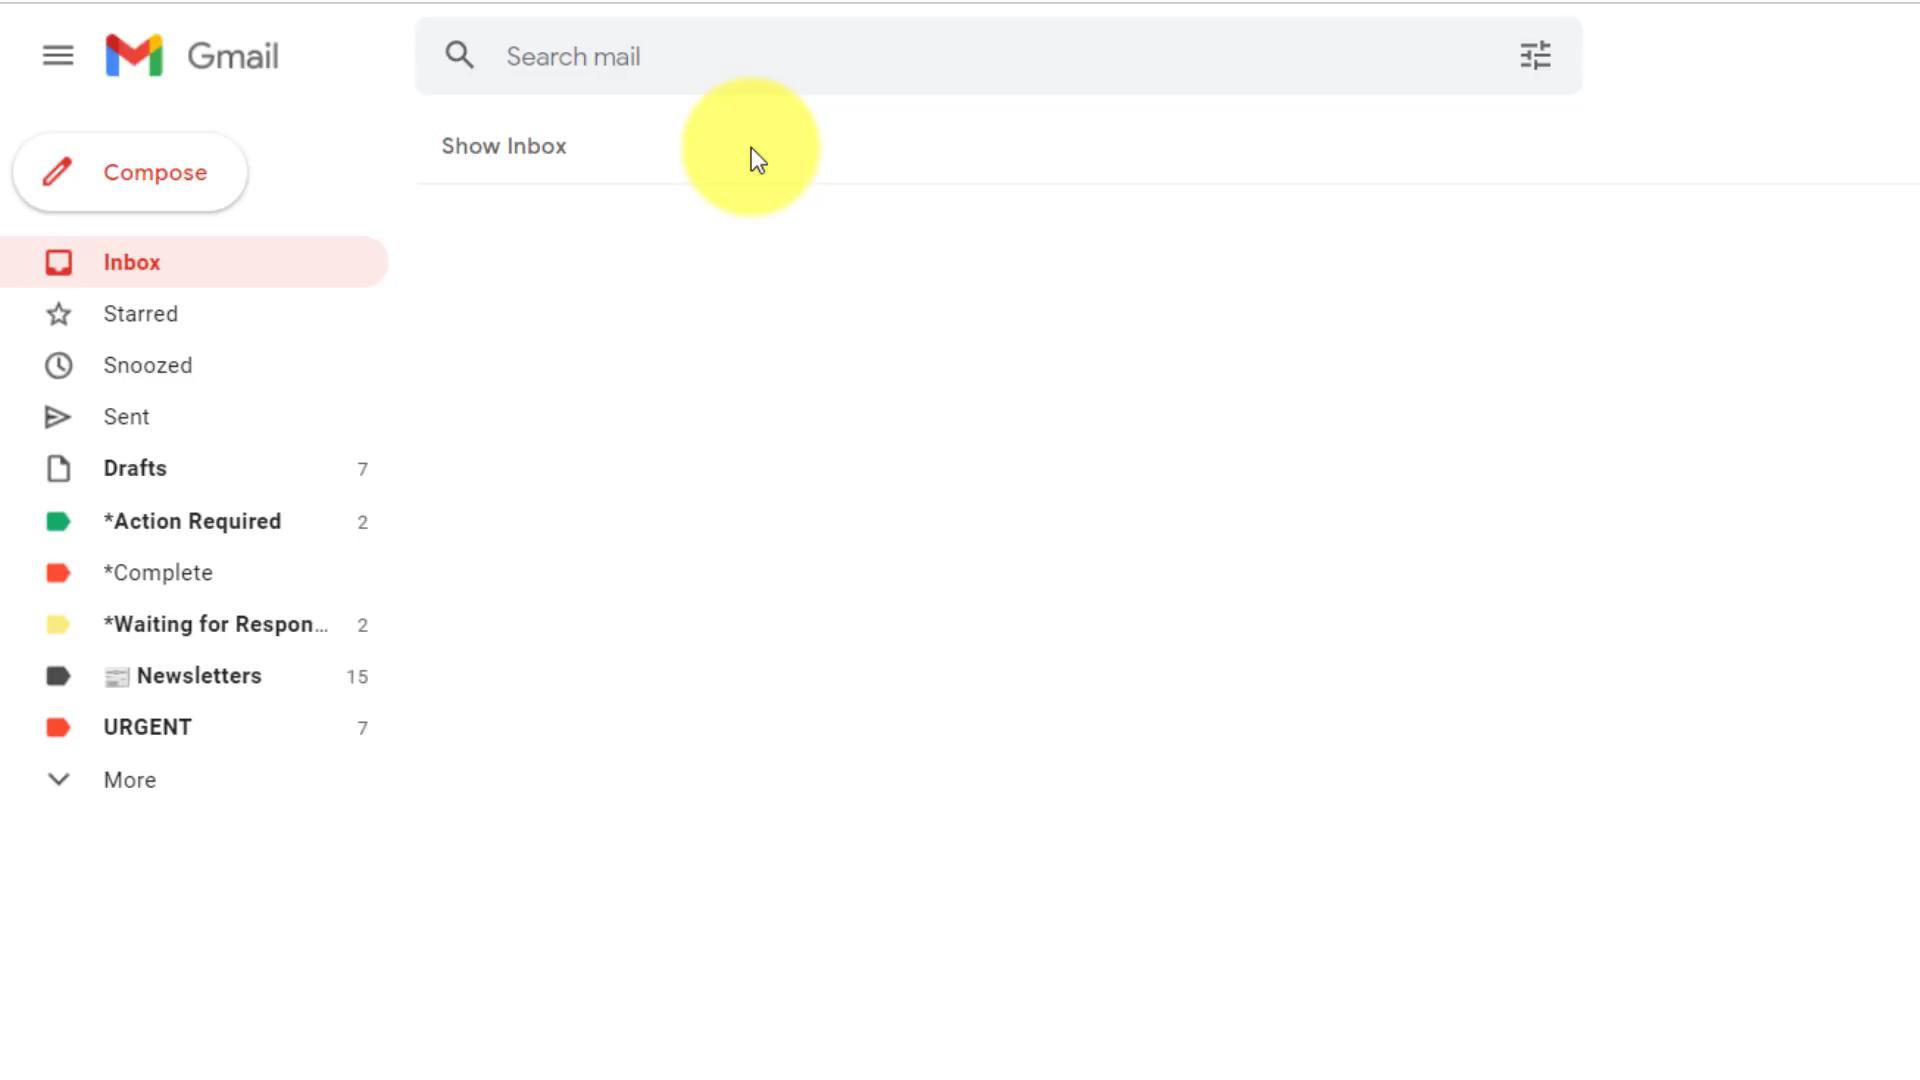 Gmail
Search mail
Show Inbox
Compose
Inbox
Starred
Snoozed
Sent
Drafts 7
*Action Required 2
*Complete
*Waiting for Respon... 2
Newsletters 15
URGENT 7
More